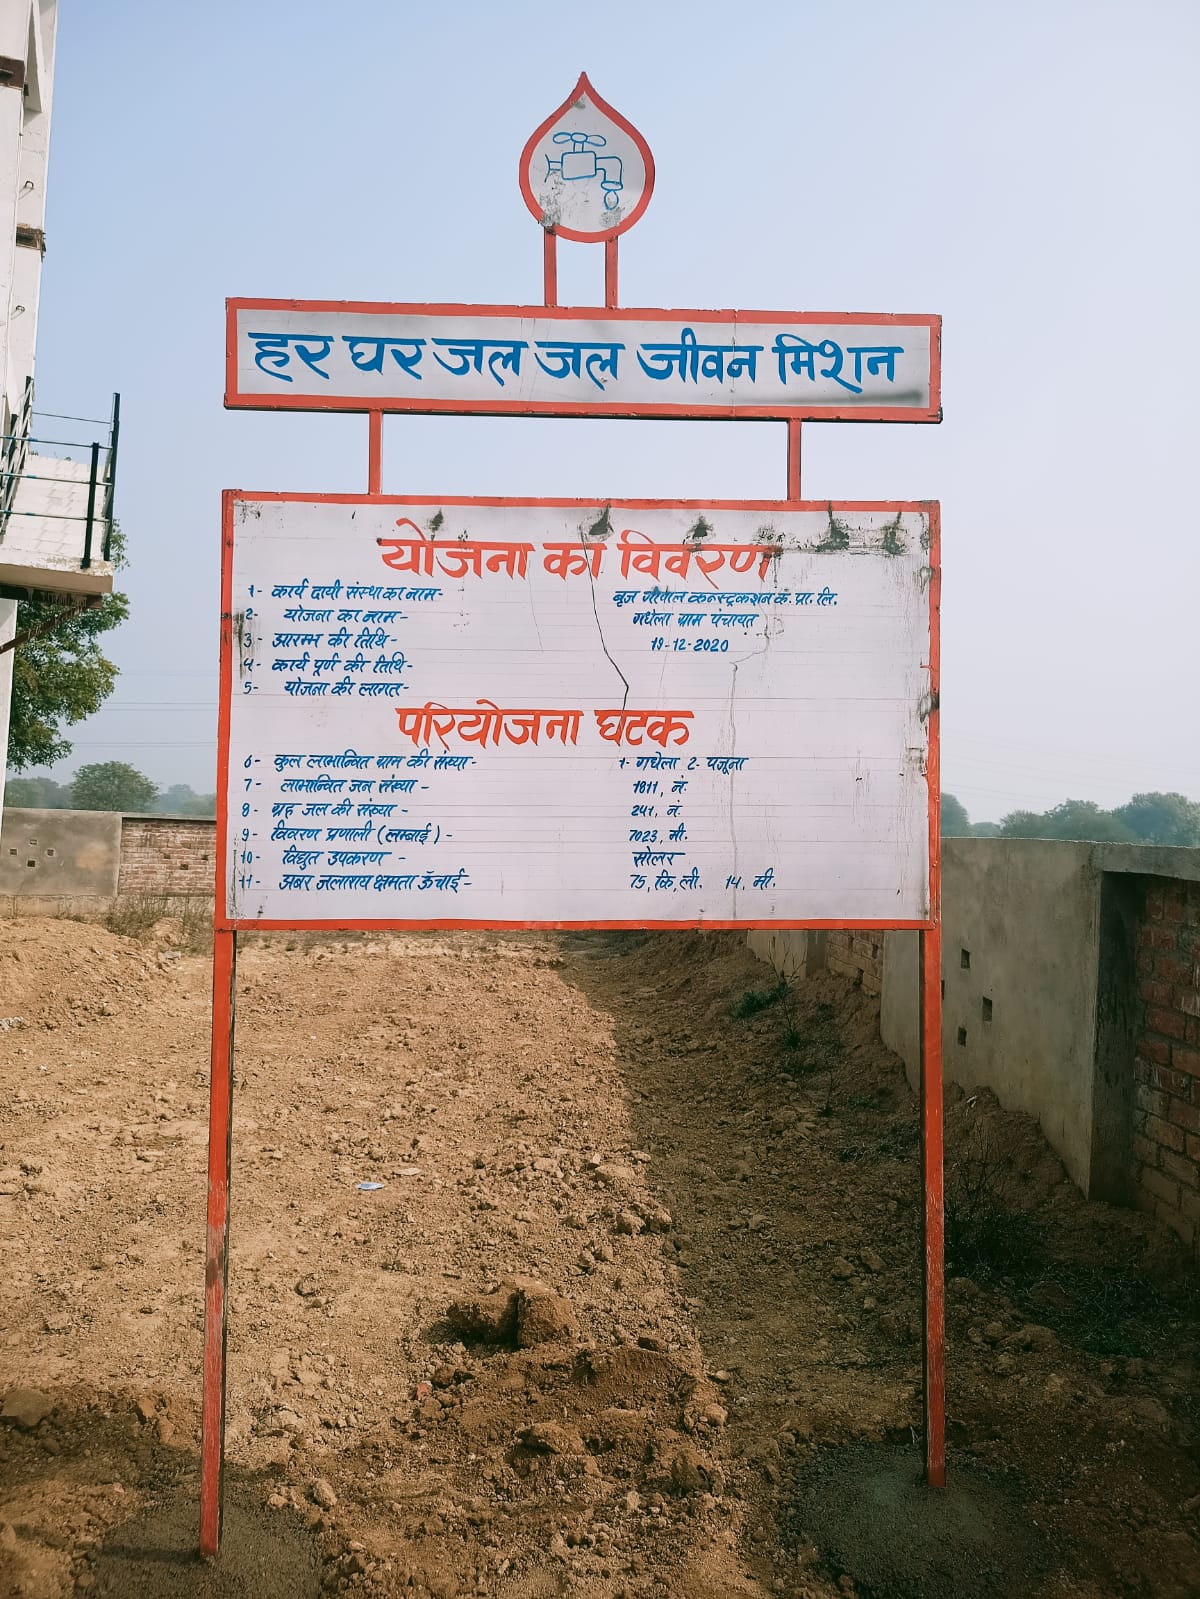 हर घर जल जल जीवन मिशन
योजना का विवरण
1- कार्य दायी संस्था का नाम- बृज गोपाल कन्स्ट्रक्शन कं. प्रा. लि.
2- योजना का नाम- गधेला ग्राम पंचायत
3- आरम्भ की तिथि- 19-12-2020
4- कार्य पूर्ण की तिथि-
5- योजना की लागत-
परियोजना घटक
6- कुल लाभान्वित ग्राम की संख्या- 1- गधेला 2- पजूना
7- लाभान्वित जन संख्या - 1811, नं.
8- ग्रह जल की संख्या - 241, नं.
9- विवरण प्रणाली (लम्बाई) - 7023, मी.
10- विद्युत उपकरण - सोलर
11- अबर जलाराय क्षमता ऊँचाई- 75, कि, ली. 14, मी.